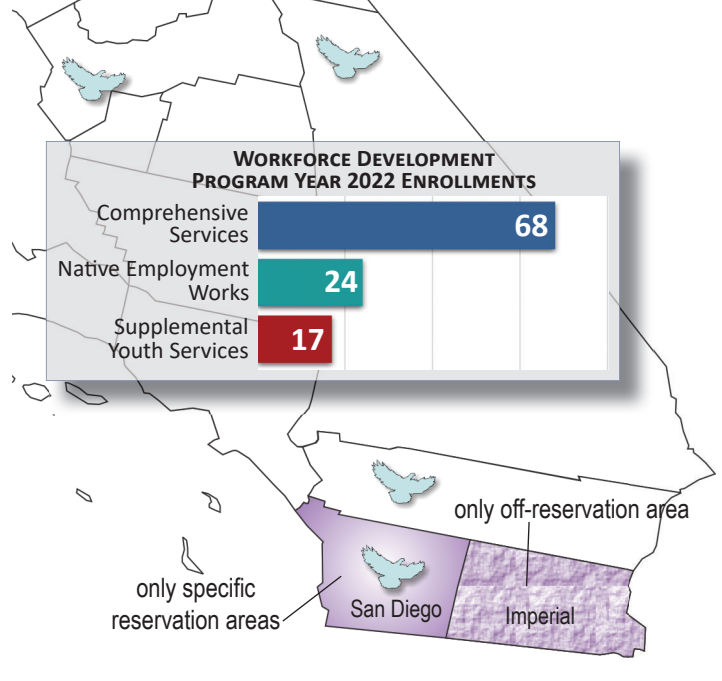 WORKFORCE DEVELOPMENT
PROGRAM YEAR 2022 ENROLLMENTS
Comprehensive
Services
68
Native Employment
Works
24
Supplemental
Youth Services
17
only off-reservation area
only specific
reservation areas
San Diego
Imperial